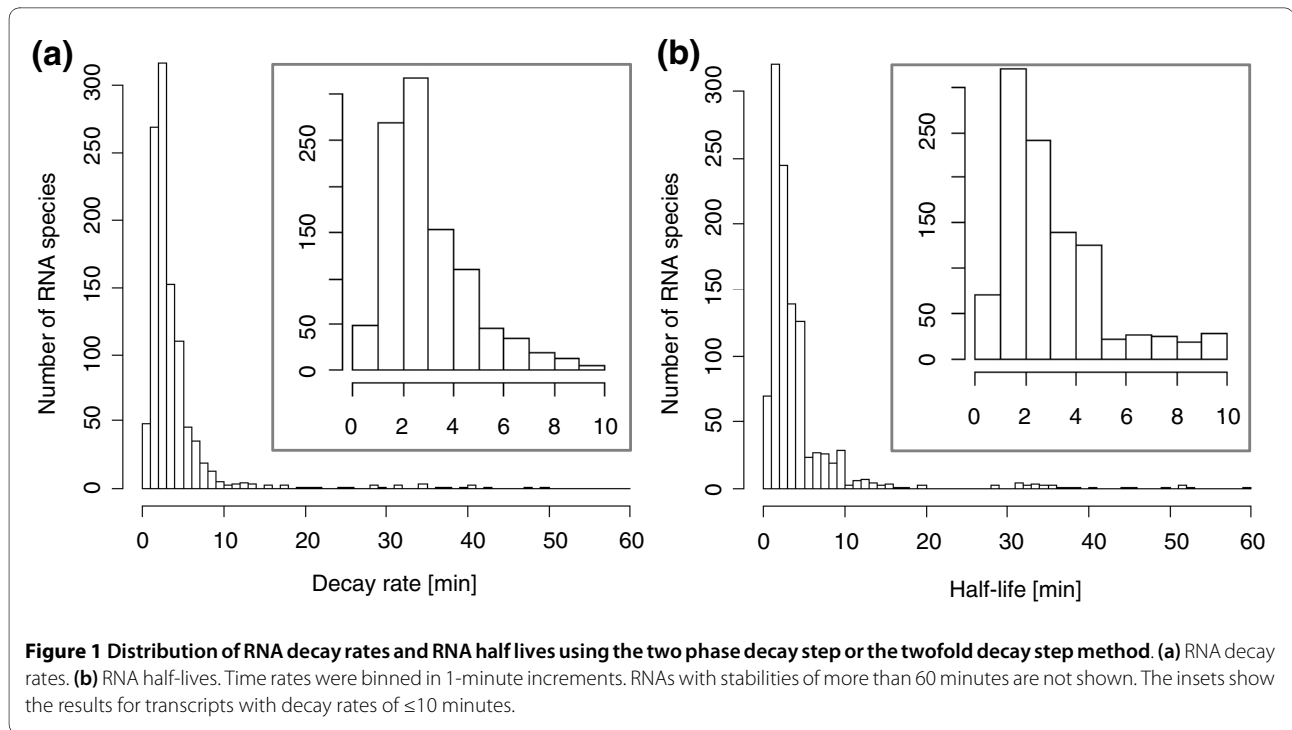 (a)
Number of RNA species
0 50 100 150 200 250 300
0 10 20 30 40 50 60
Decay rate [min]
0 50 150 250
0 2 4 6 8 10
(b)
Number of RNA species
0 50 100 150 200 250 300
0 10 20 30 40 50 60
Half-life [min]
0 50 150 250
0 2 4 6 8 10
Figure 1 Distribution of RNA decay rates and RNA half lives using the two phase decay step or the twofold decay step method. (a) RNA decay
rates. (b) RNA half-lives. Time rates were binned in 1-minute increments. RNAs with stabilities of more than 60 minutes are not shown. The insets show
the results for transcripts with decay rates of ≤10 minutes.